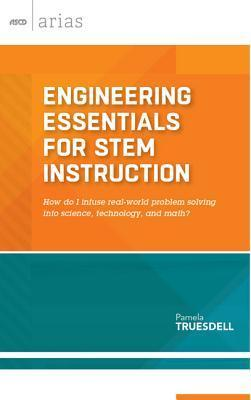 ASCD arias
ENGINEERING
ESSENTIALS
FOR STEM
INSTRUCTION
How do I infuse real-world problem solving
into science, technology, and math?
Pamela
TRUESDELL